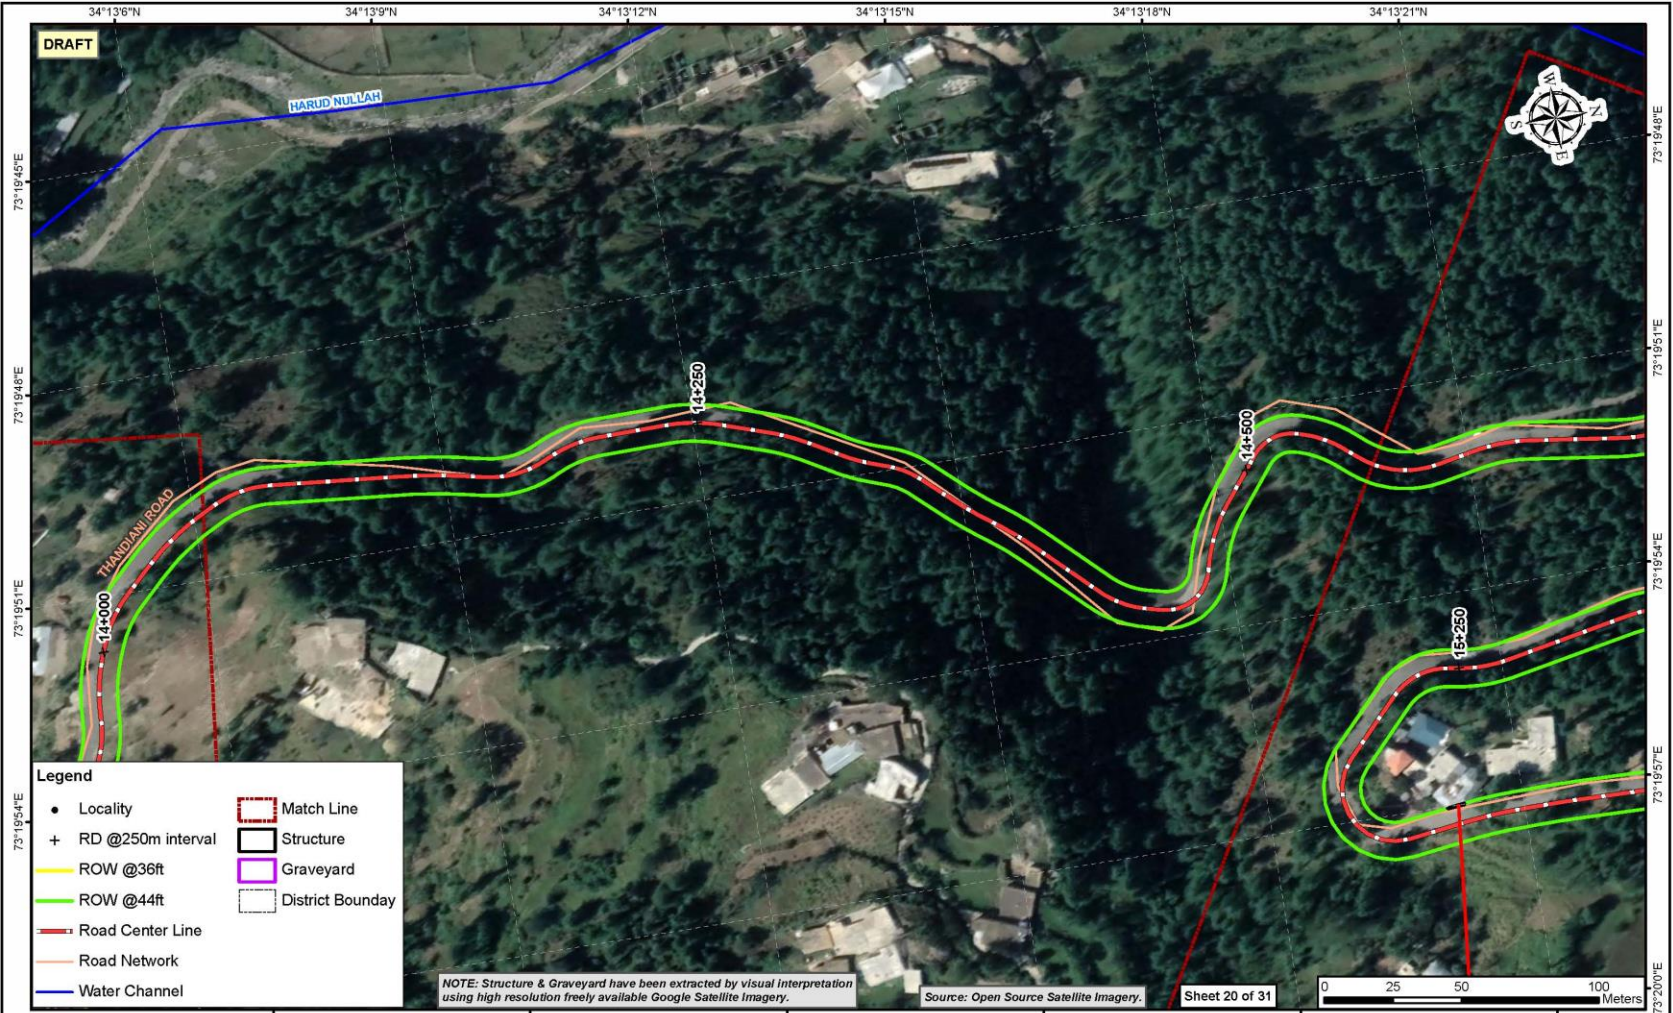 34°13'6"N
34°13'9"N
34°13'12"N
34°13'15"N
34°13'18"N
34°13'21"N
DRAFT
HARUD NULLAH
W
N
S
E
73°19'45"E
73°19'48"E
73°19'51"E
73°19'54"E
73°19'48"E
73°19'51"E
73°19'54"E
73°19'57"E
73°20'0"E
14+250
14+500
THANDIANI ROAD
14+000
15+250
Legend
Locality
RD @250m interval
ROW @36ft
ROW @44ft
Road Center Line
Road Network
Water Channel
Match Line
Structure
Graveyard
District Bounday
NOTE: Structure & Graveyard have been extracted by visual interpretation
using high resolution freely available Google Satellite Imagery.
Source: Open Source Satellite Imagery.
Sheet 20 of 31
0 25 50 100
Meters